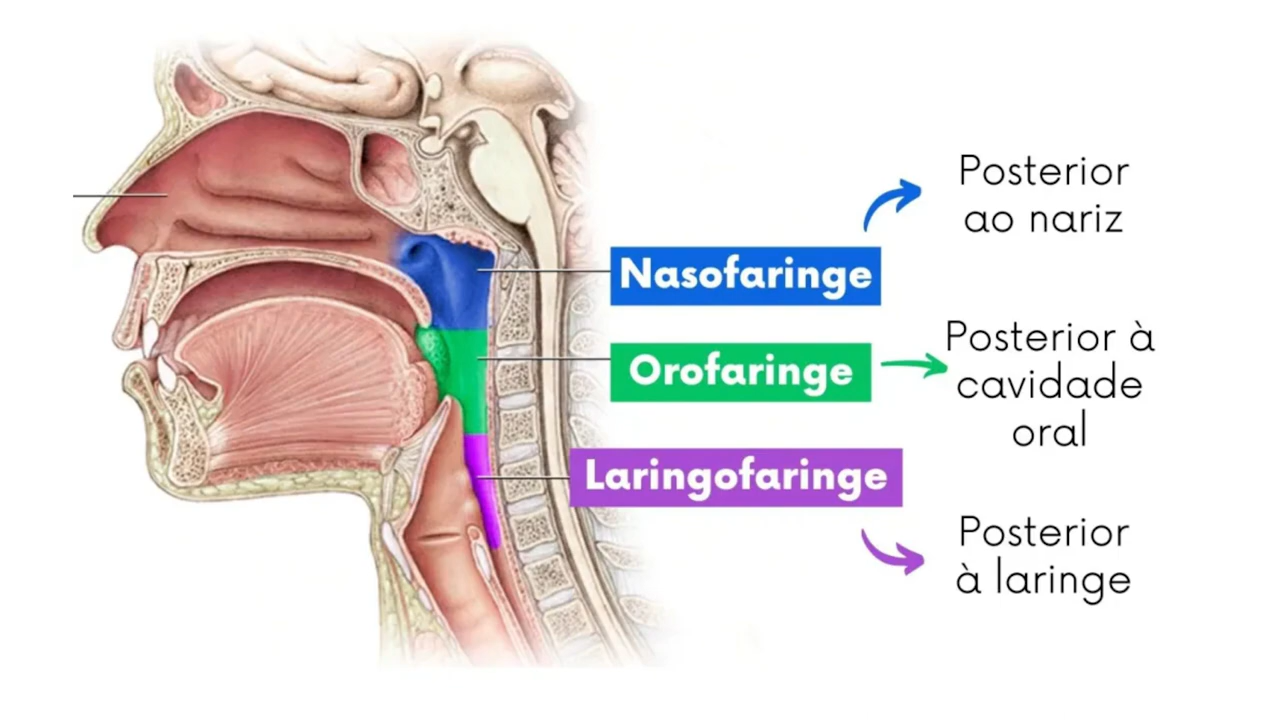 Posterior
ao nariz
Nasofaringe
Posterior à
cavidade
oral
Orofaringe
Laringofaringe
Posterior
à laringe